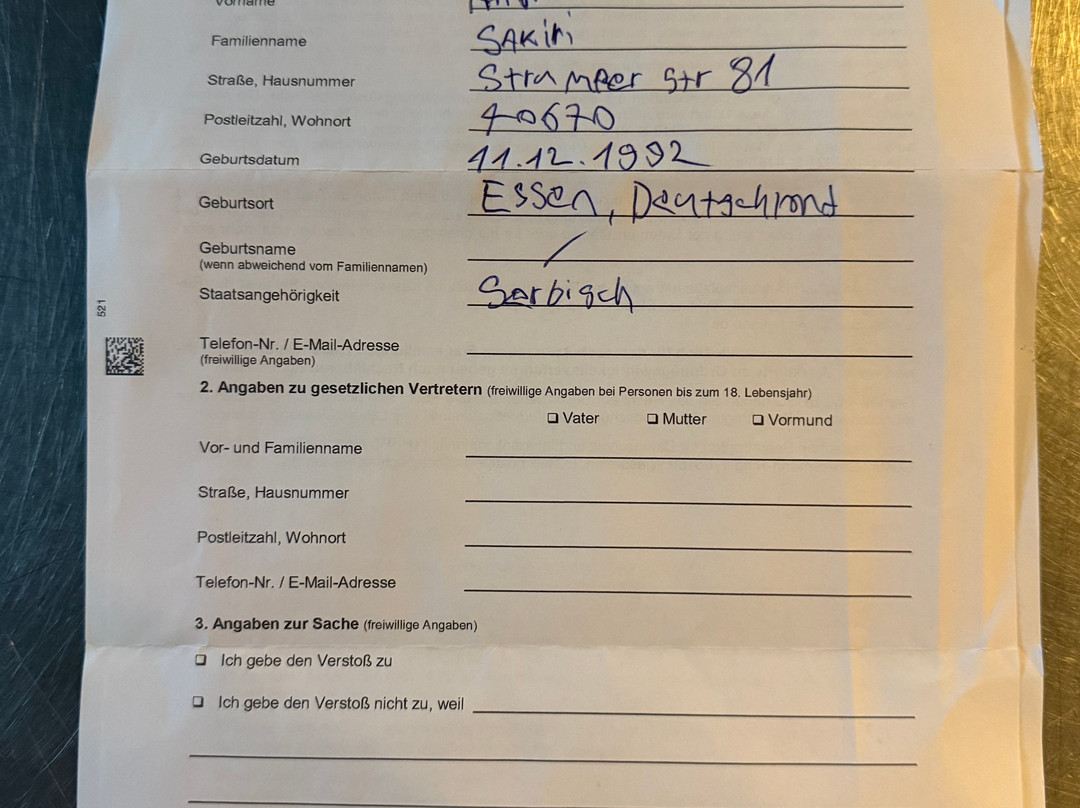 Vorname
Familienname SAKIRI
Straße, Hausnummer Strümper Str 81
Postleitzahl, Wohnort 40670
Geburtsdatum 11.12.1992
Geburtsort Essen, Deutschland
Geburtsname
(wenn abweichend vom Familiennamen)
Staatsangehörigkeit Serbisch
521
Telefon-Nr. / E-Mail-Adresse
(freiwillige Angaben)
2. Angaben zu gesetzlichen Vertretern (freiwillige Angaben bei Personen bis zum 18. Lebensjahr)
❑ Vater ❑ Mutter ❑ Vormund
Vor- und Familienname
Straße, Hausnummer
Postleitzahl, Wohnort
Telefon-Nr. / E-Mail-Adresse
3. Angaben zur Sache (freiwillige Angaben)
❑ Ich gebe den Verstoß zu
❑ Ich gebe den Verstoß nicht zu, weil